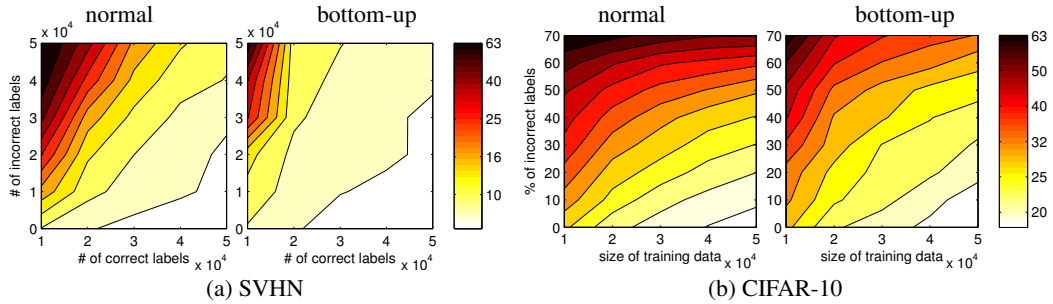 normal
bottom-up
normal
bottom-up
x 10^4
x 10^4
5
4
3
2
1
0
# of incorrect labels
1 2 3 4 5
# of correct labels x 10^4
5
4
3
2
1
0
1 2 3 4 5
# of correct labels x 10^4
63
40
26
16
10
(a) SVHN
70
60
50
40
30
20
10
0
% of incorrect labels
1 2 3 4 5
size of training data x 10^4
70
60
50
40
30
20
10
0
1 2 3 4 5
size of training data x 10^4
63
50
40
32
25
20
(b) CIFAR-10